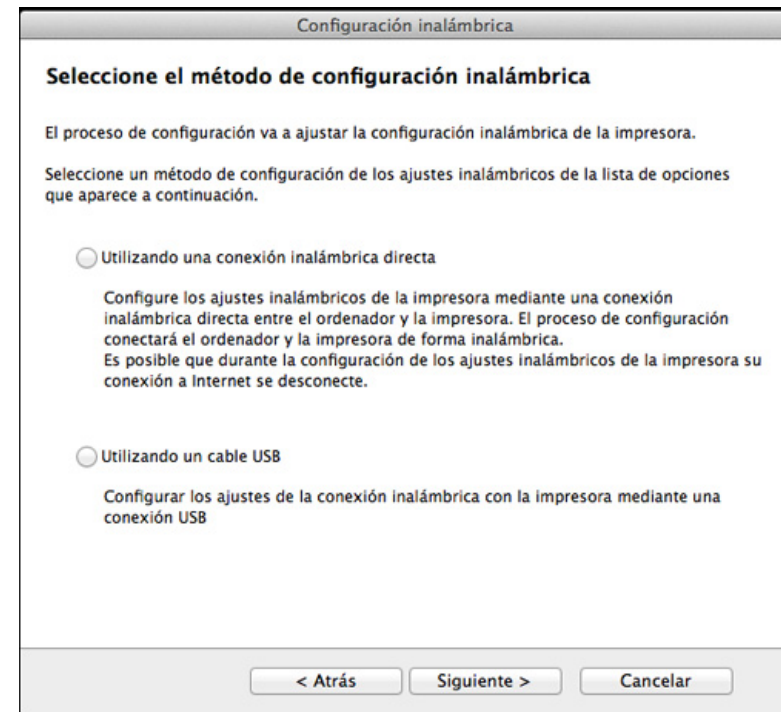 Configuración inalámbrica
Seleccione el método de configuración inalámbrica
El proceso de configuración va a ajustar la configuración inalámbrica de la impresora.
Seleccione un método de configuración de los ajustes inalámbricos de la lista de opciones
que aparece a continuación.
Utilizando una conexión inalámbrica directa
Configure los ajustes inalámbricos de la impresora mediante una conexión
inalámbrica directa entre el ordenador y la impresora. El proceso de configuración
conectará el ordenador y la impresora de forma inalámbrica.
Es posible que durante la configuración de los ajustes inalámbricos de la impresora su
conexión a Internet se desconecte.
Utilizando un cable USB
Configurar los ajustes de la conexión inalámbrica con la impresora mediante una
conexión USB
< Atrás Siguiente > Cancelar